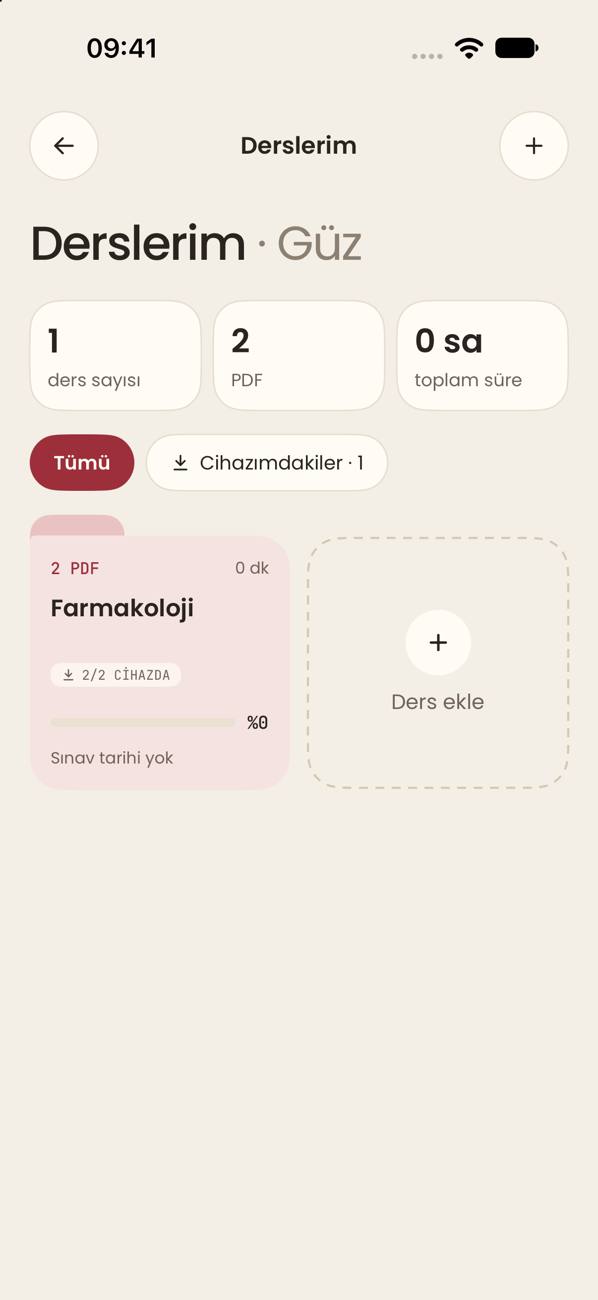 09:41
Derslerim
Derslerim · Güz
1
ders sayısı
2
PDF
0 sa
toplam süre
Tümü
Cihazımdakiler · 1
2 PDF
0 dk
Farmakoloji
2/2 CİHAZDA
%0
Sınav tarihi yok
Ders ekle